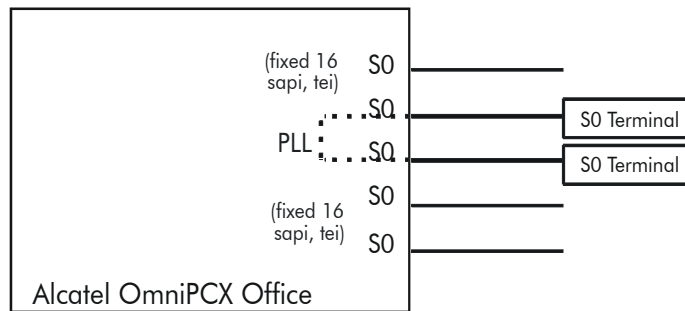 (fixed 16 S0
sapi, tei)
S0
S0 Terminal
PLL
S0
S0 Terminal
S0
(fixed 16
sapi, tei)
S0
Alcatel OmniPCX Office